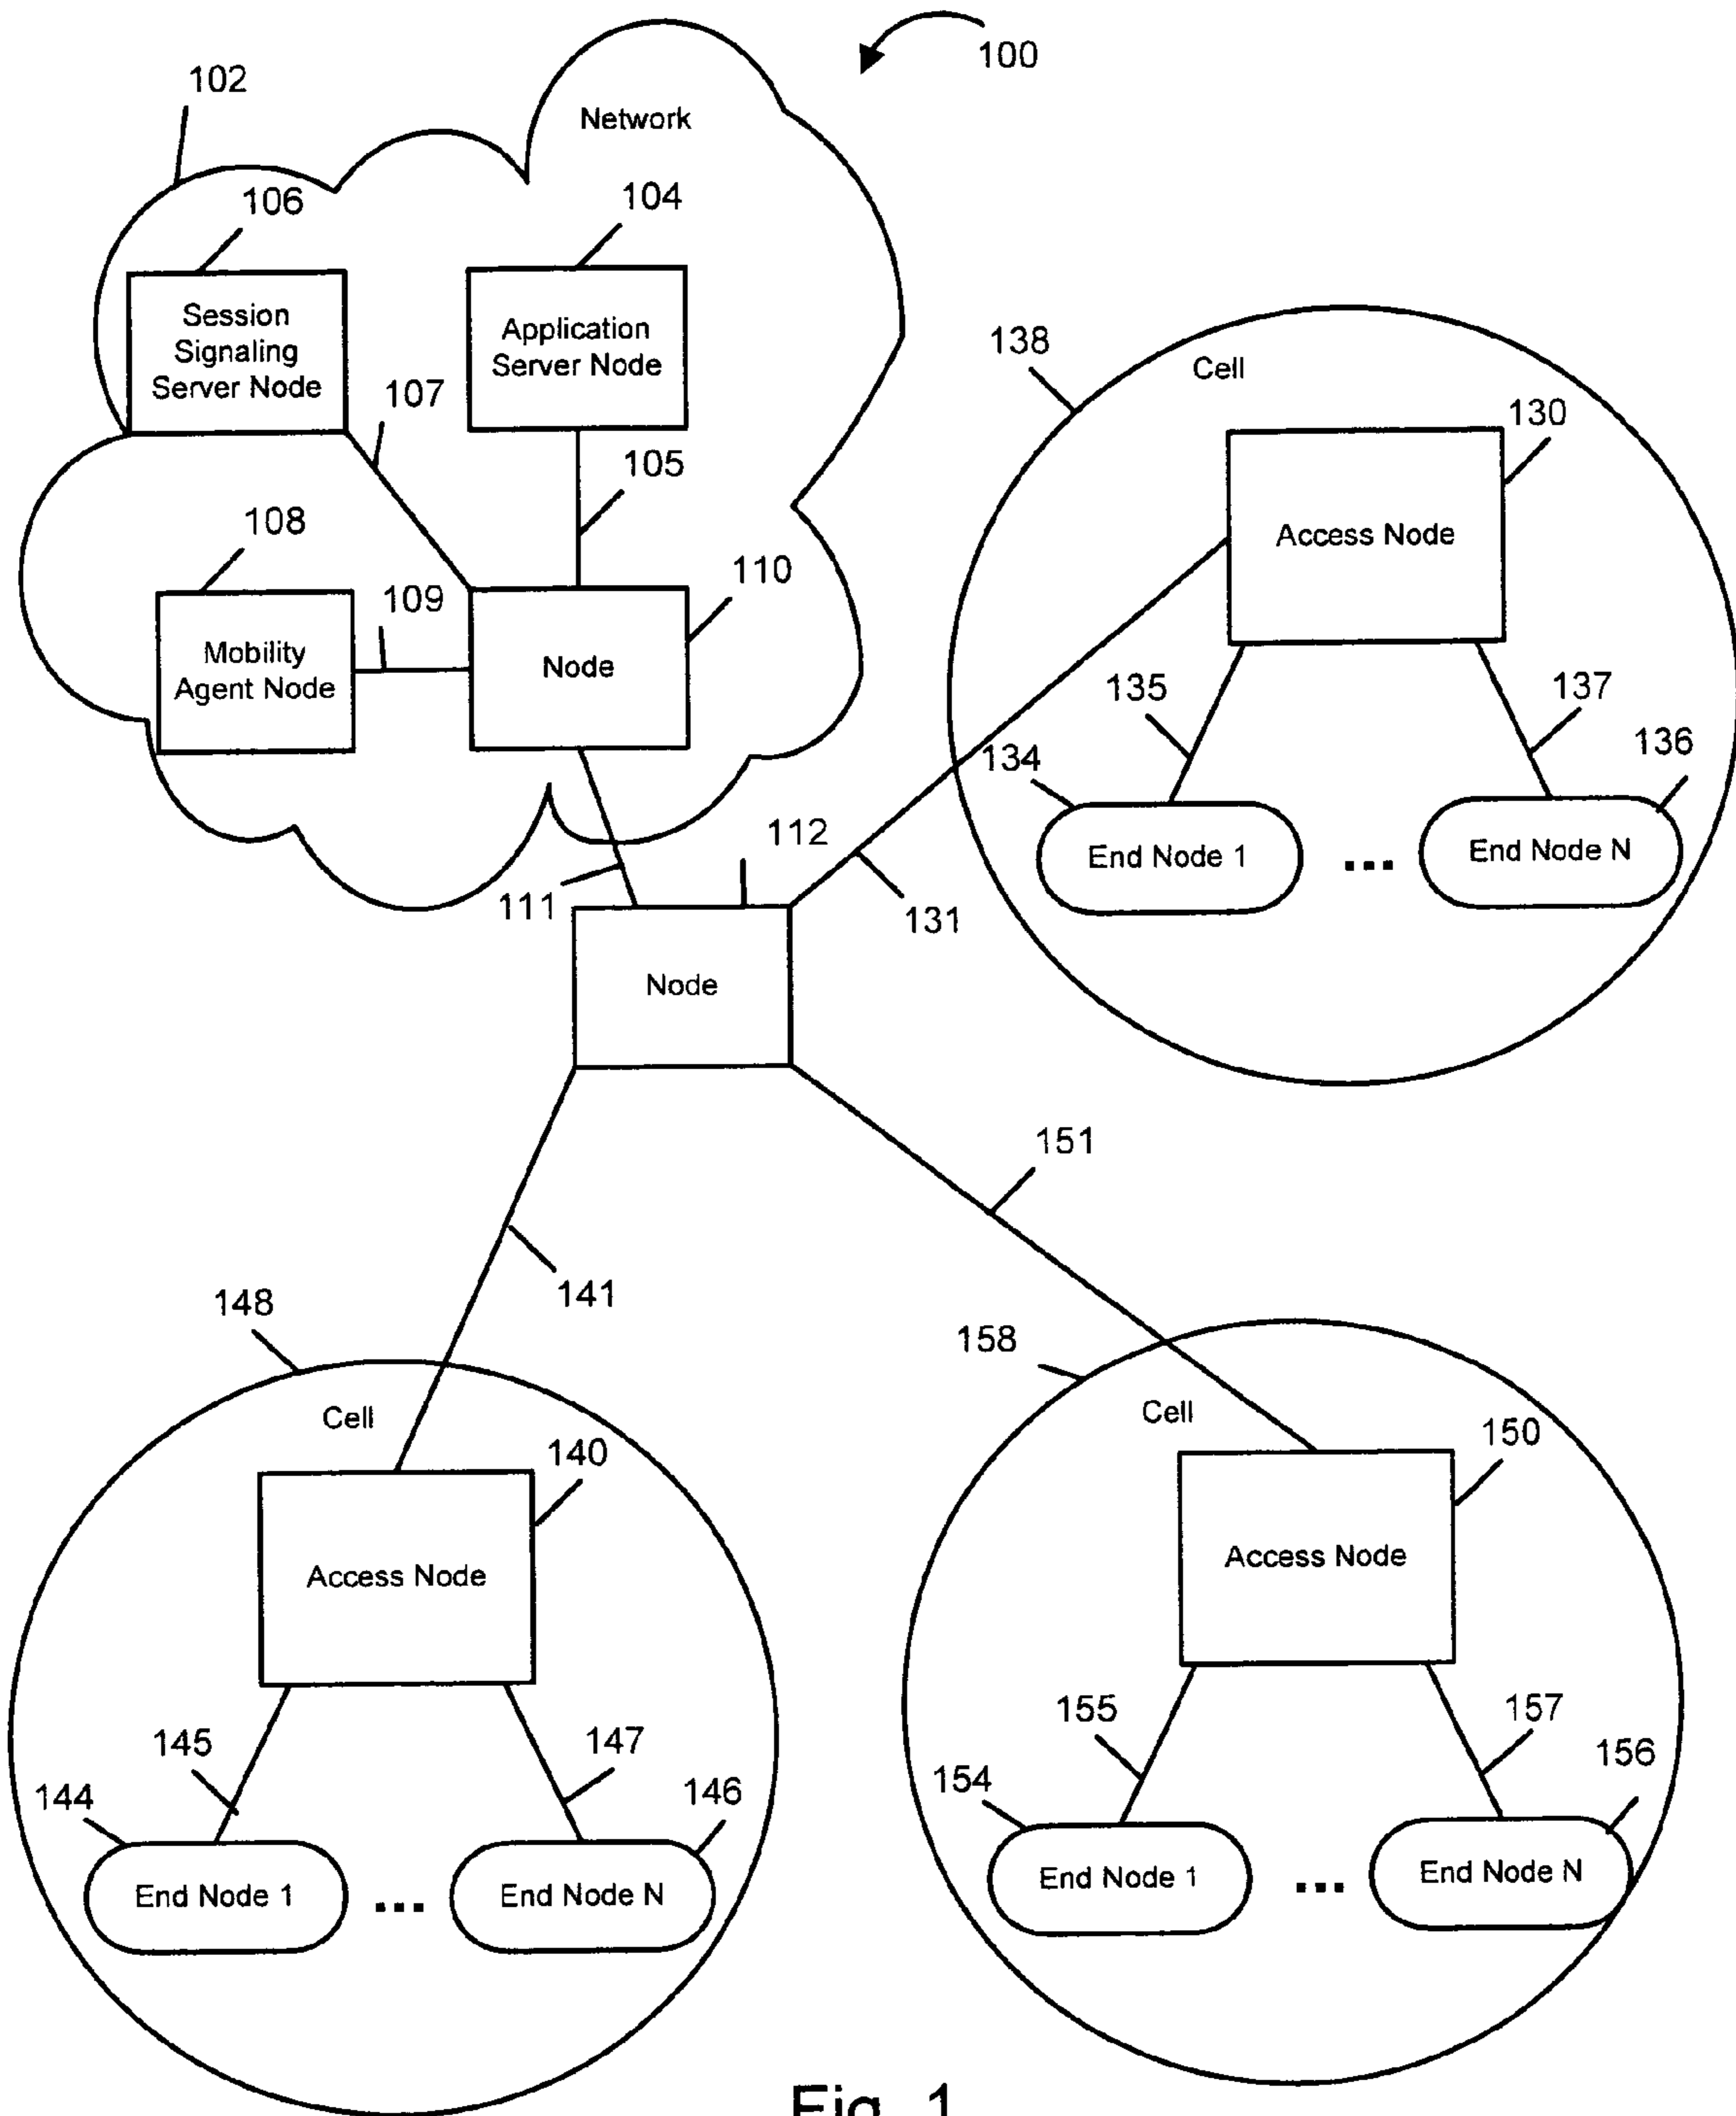 100
102
Network
106
104
Session
Signaling
Server Node
Application
Server Node
107
105
138
Cell
130
Access Node
108
109
110
Mobility
Agent Node
Node
135
137
134
136
End Node 1
...
End Node N
111
112
131
Node
151
141
148
158
Cell
Cell
140
150
Access Node
Access Node
145
147
155
157
144
146
154
156
End Node 1
...
End Node N
End Node 1
...
End Node N
Fig. 1